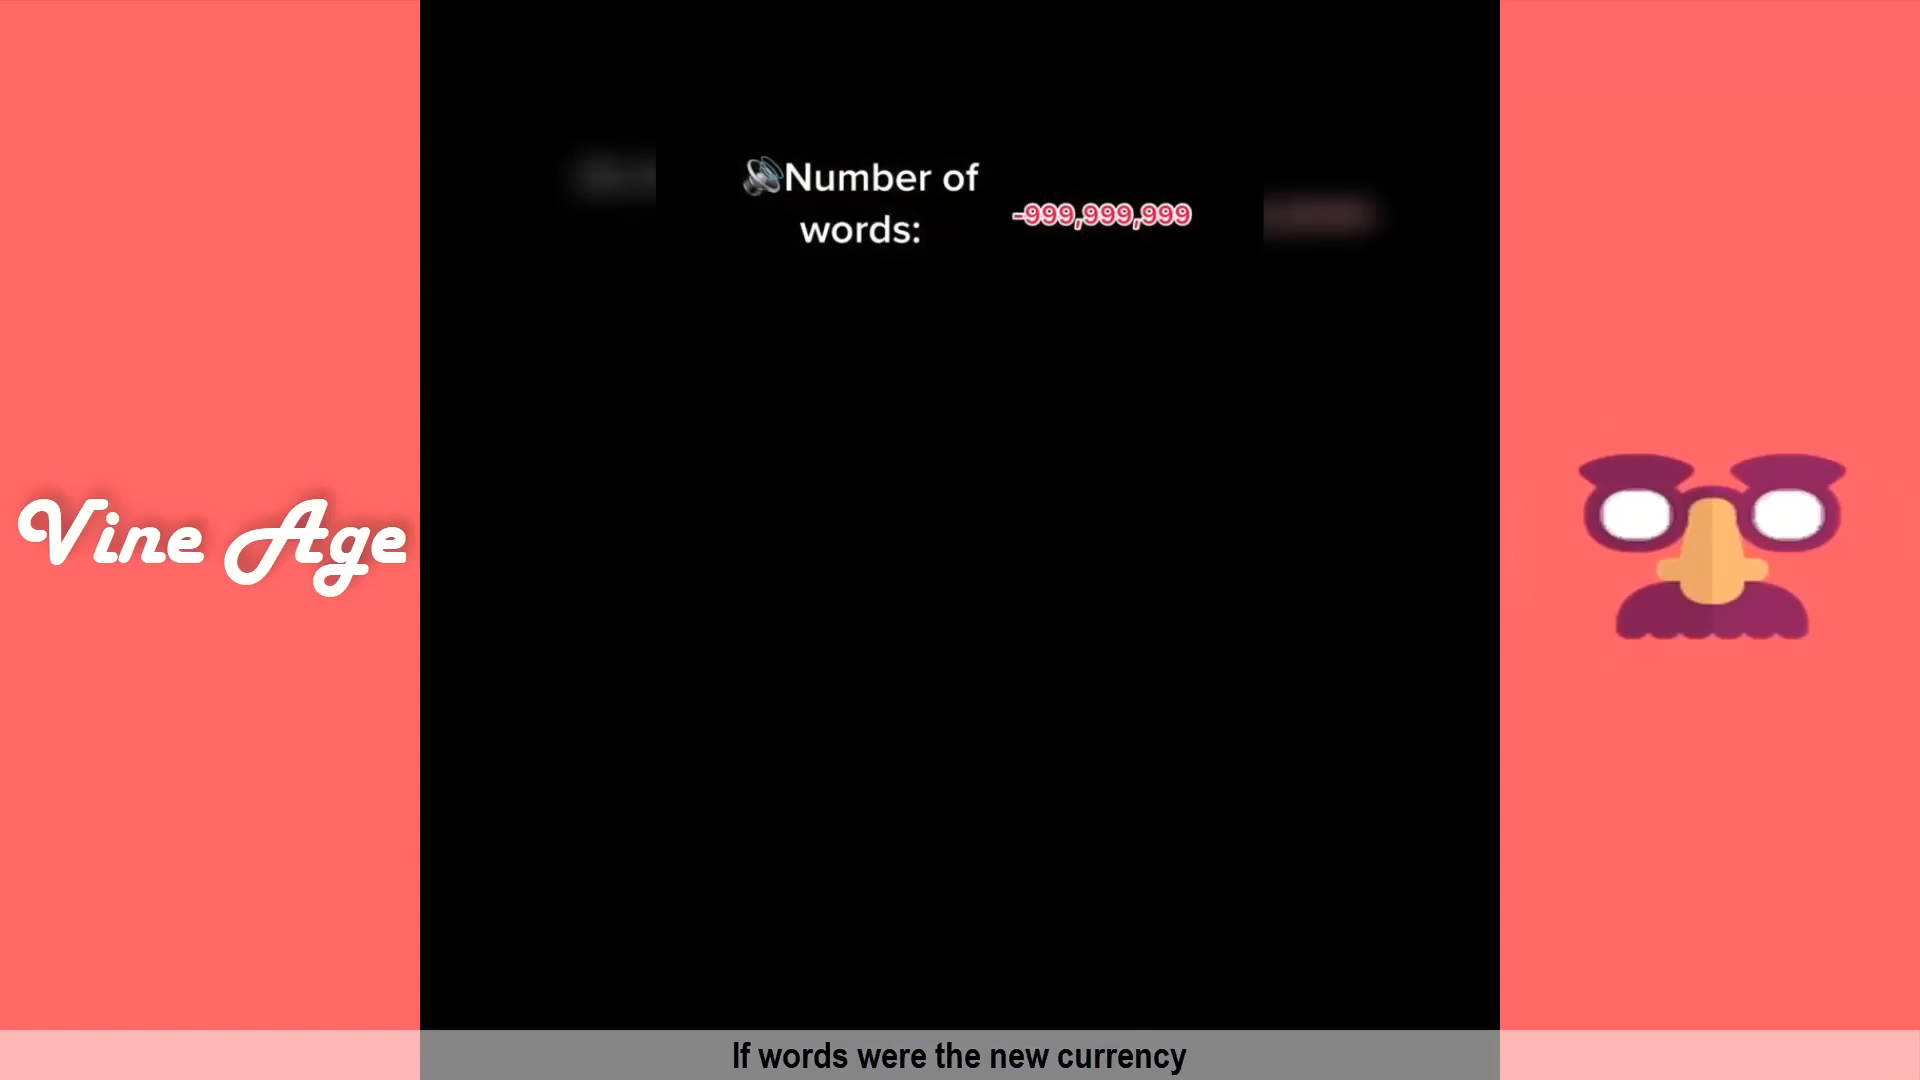 🔊Number of
words:
-999,999,999
Vine Age
If words were the new currency